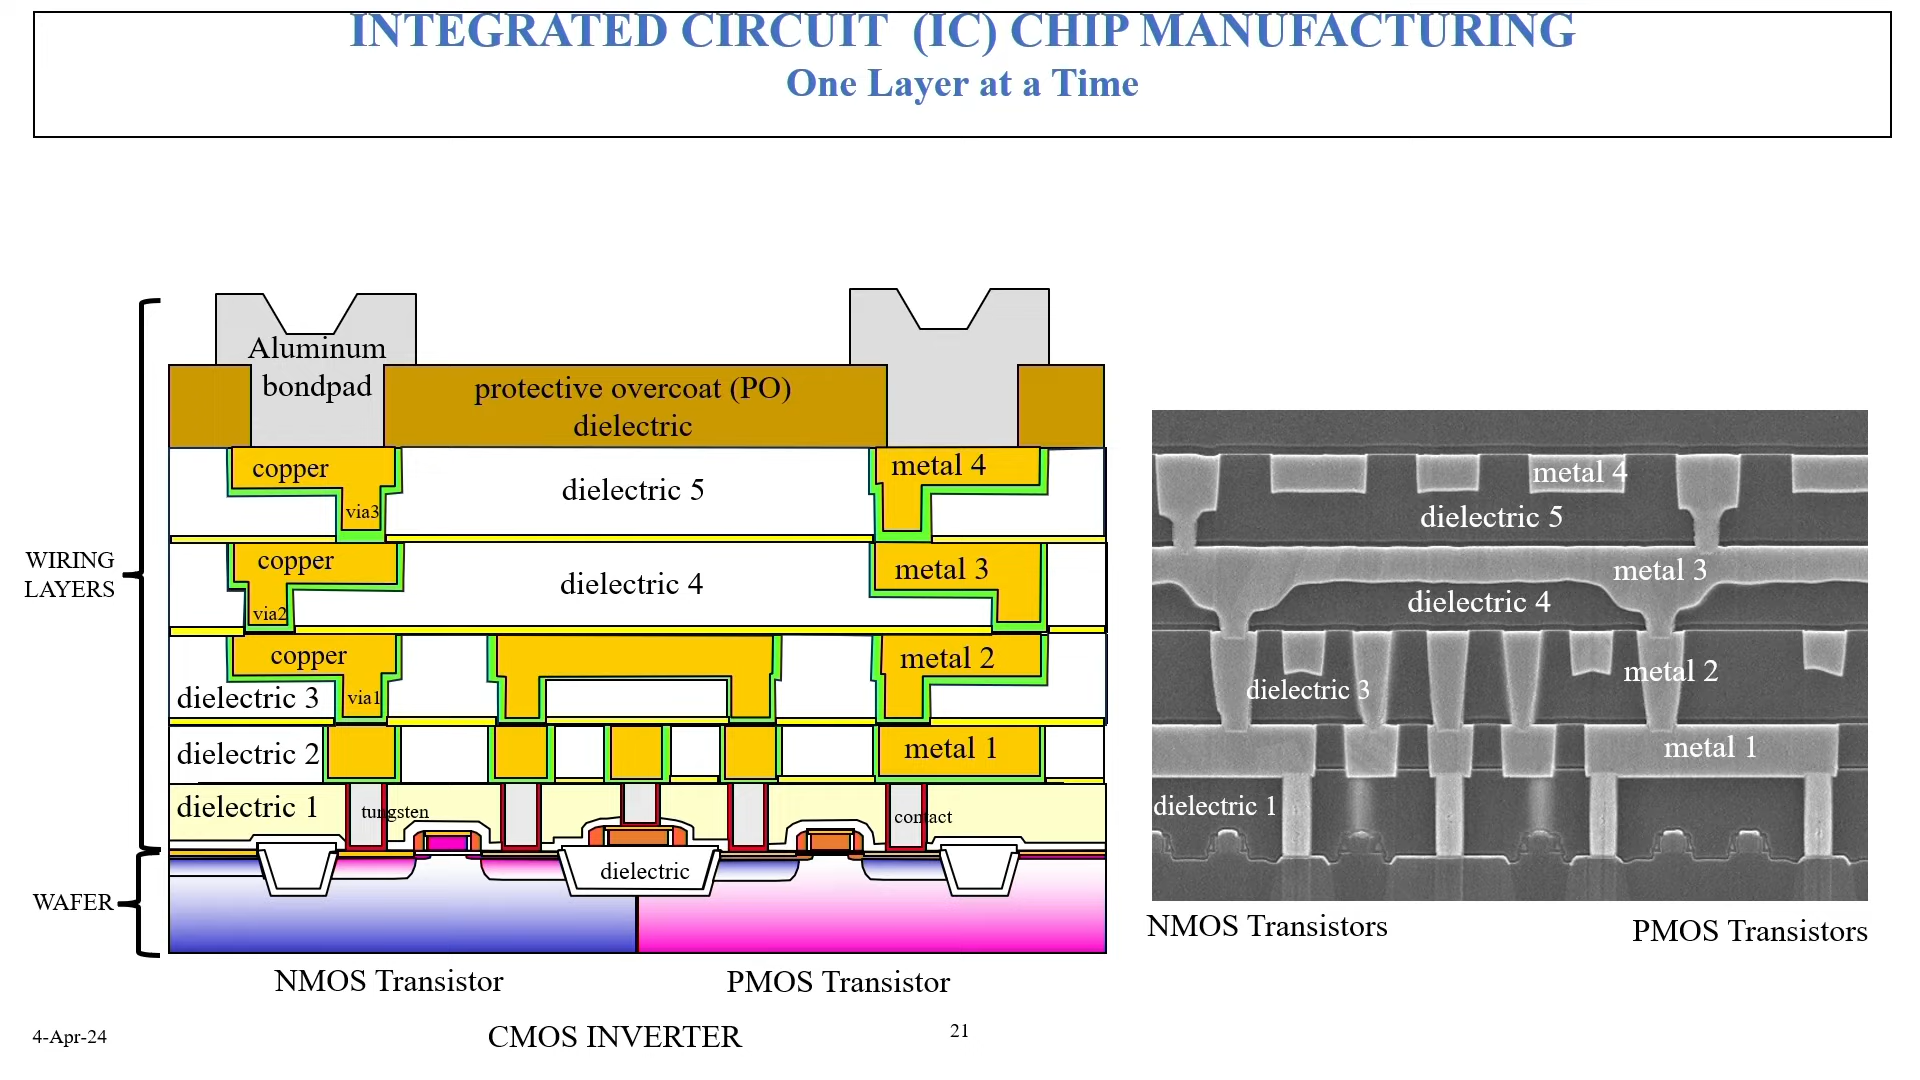 INTEGRATED CIRCUIT (IC) CHIP MANUFACTURING
One Layer at a Time
WIRING
LAYERS
WAFER
Aluminum
bondpad
protective overcoat (PO)
dielectric
copper
via3
dielectric 5
metal 4
copper
via2
dielectric 4
metal 3
copper
via1
dielectric 3
metal 2
dielectric 2
metal 1
dielectric 1
tungsten
contact
dielectric
NMOS Transistor
PMOS Transistor
CMOS INVERTER
metal 4
dielectric 5
metal 3
dielectric 4
metal 2
dielectric 3
metal 1
dielectric 1
NMOS Transistors
PMOS Transistors
4-Apr-24
21